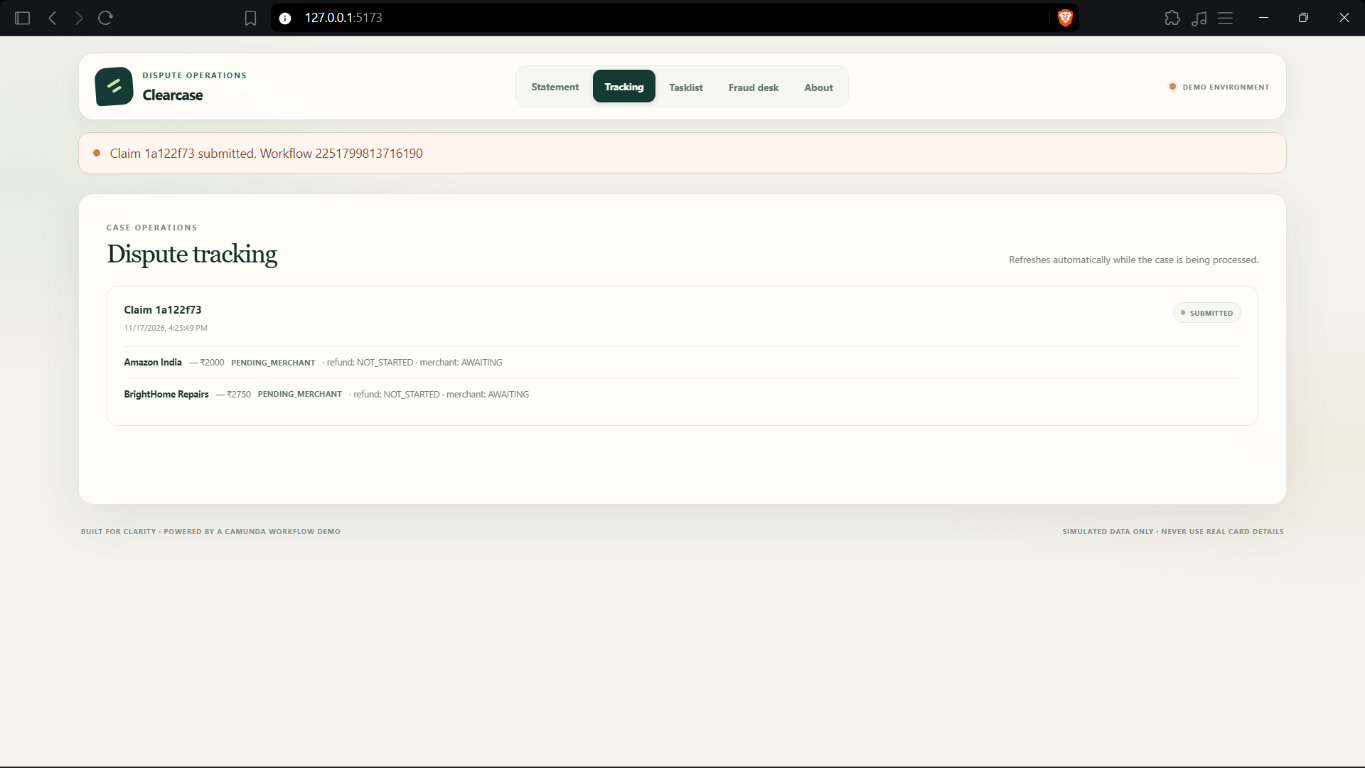 127.0.0.1:5173
DISPUTE OPERATIONS
Clearcase
Statement
Tracking
Tasklist
Fraud desk
About
DEMO ENVIRONMENT
Claim 1a122f73 submitted. Workflow 2251799813716190
CASE OPERATIONS
Dispute tracking
Refreshes automatically while the case is being processed.
Claim 1a122f73
SUBMITTED
11/17/2026, 4:23:49 PM
Amazon India — ₹2000 PENDING_MERCHANT · refund: NOT_STARTED · merchant: AWAITING
BrightHome Repairs — ₹2750 PENDING_MERCHANT · refund: NOT_STARTED · merchant: AWAITING
BUILT FOR CLARITY · POWERED BY A CAMUNDA WORKFLOW DEMO
SIMULATED DATA ONLY · NEVER USE REAL CARD DETAILS